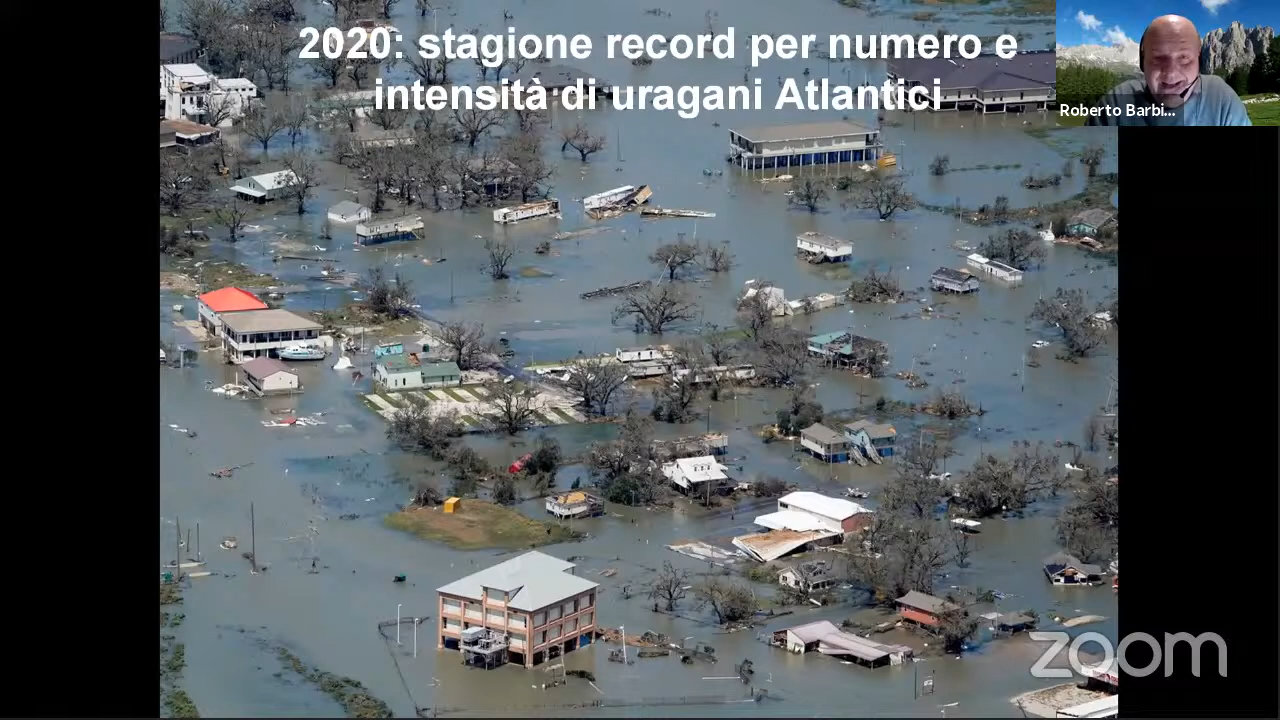 2020: stagione record per numero e
intensità di uragani Atlantici
Roberto Barbi...
zoom